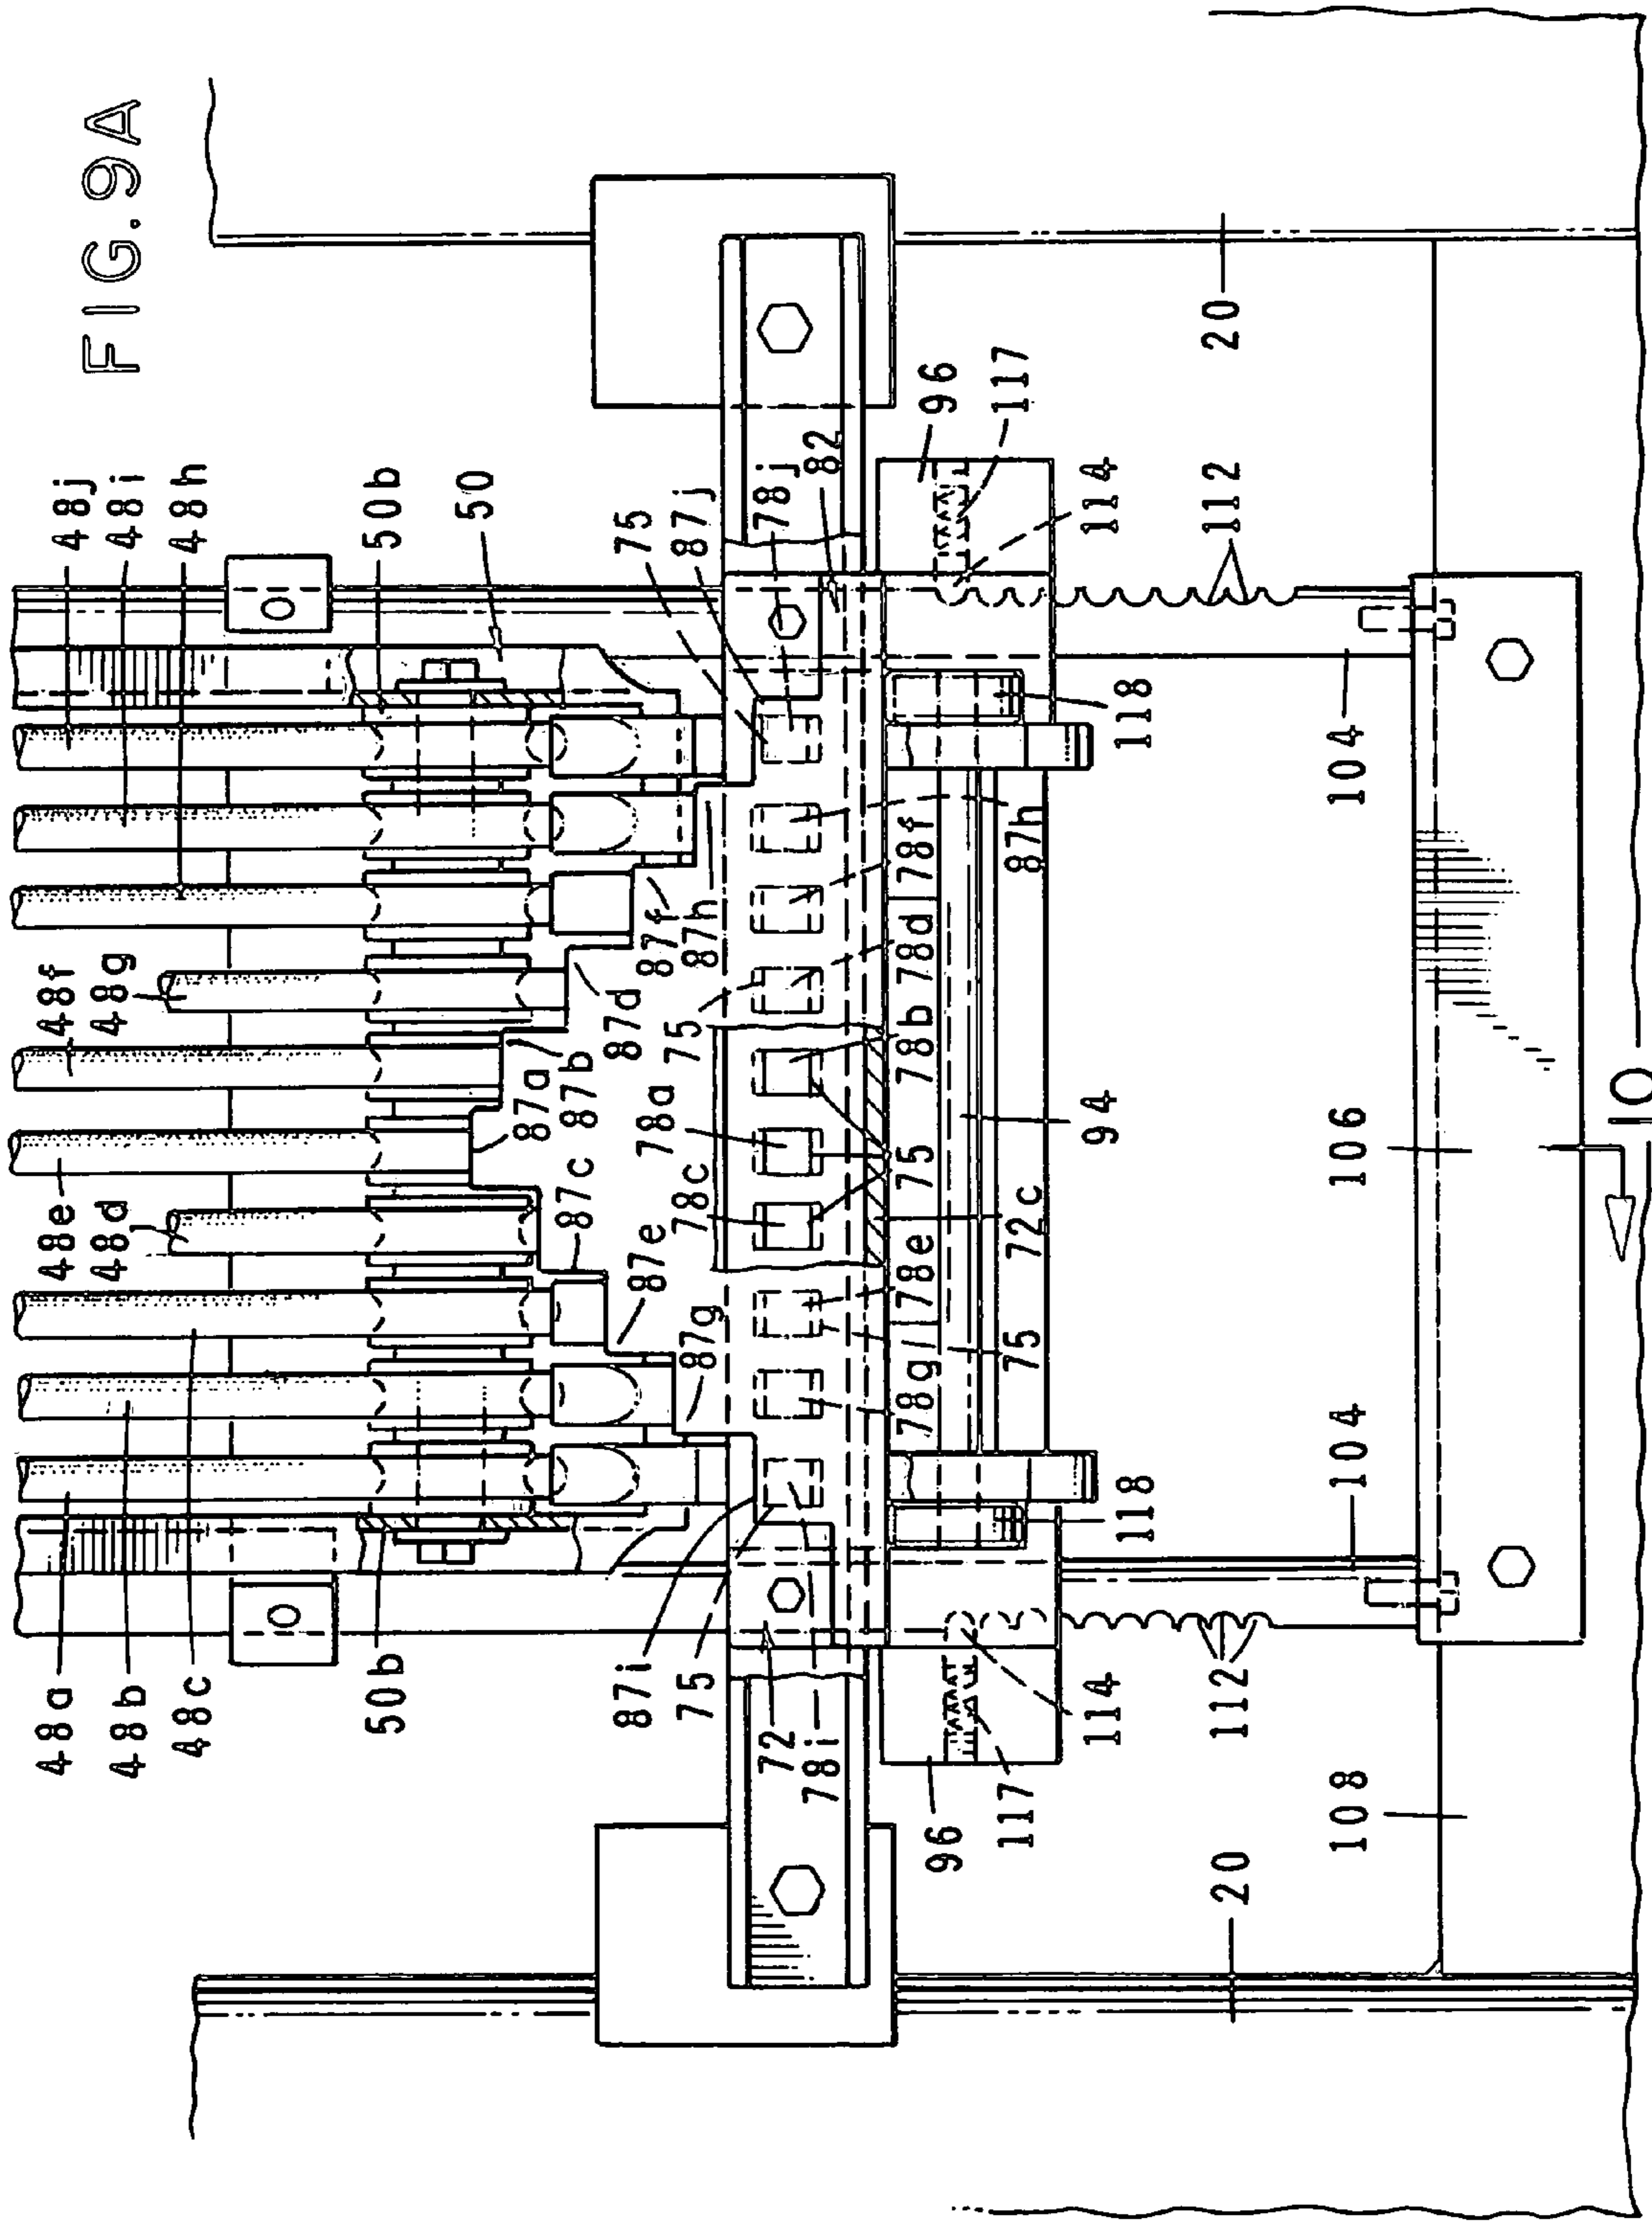 FIG.9A
48j
48i
48h
50b
50
75
87j
78j
82
96
117
114
112
20
48f
48g
87f
87h
87d
75
87b
87a
78f
78d
78b
87h
118
104
48e
48d
87c
87e
87g
78a
78c
75
78e
78g
72c
75
94
106
10
48a
48b
48c
50b
87i
75
72
78i
96
117
114
118
112
104
108
20